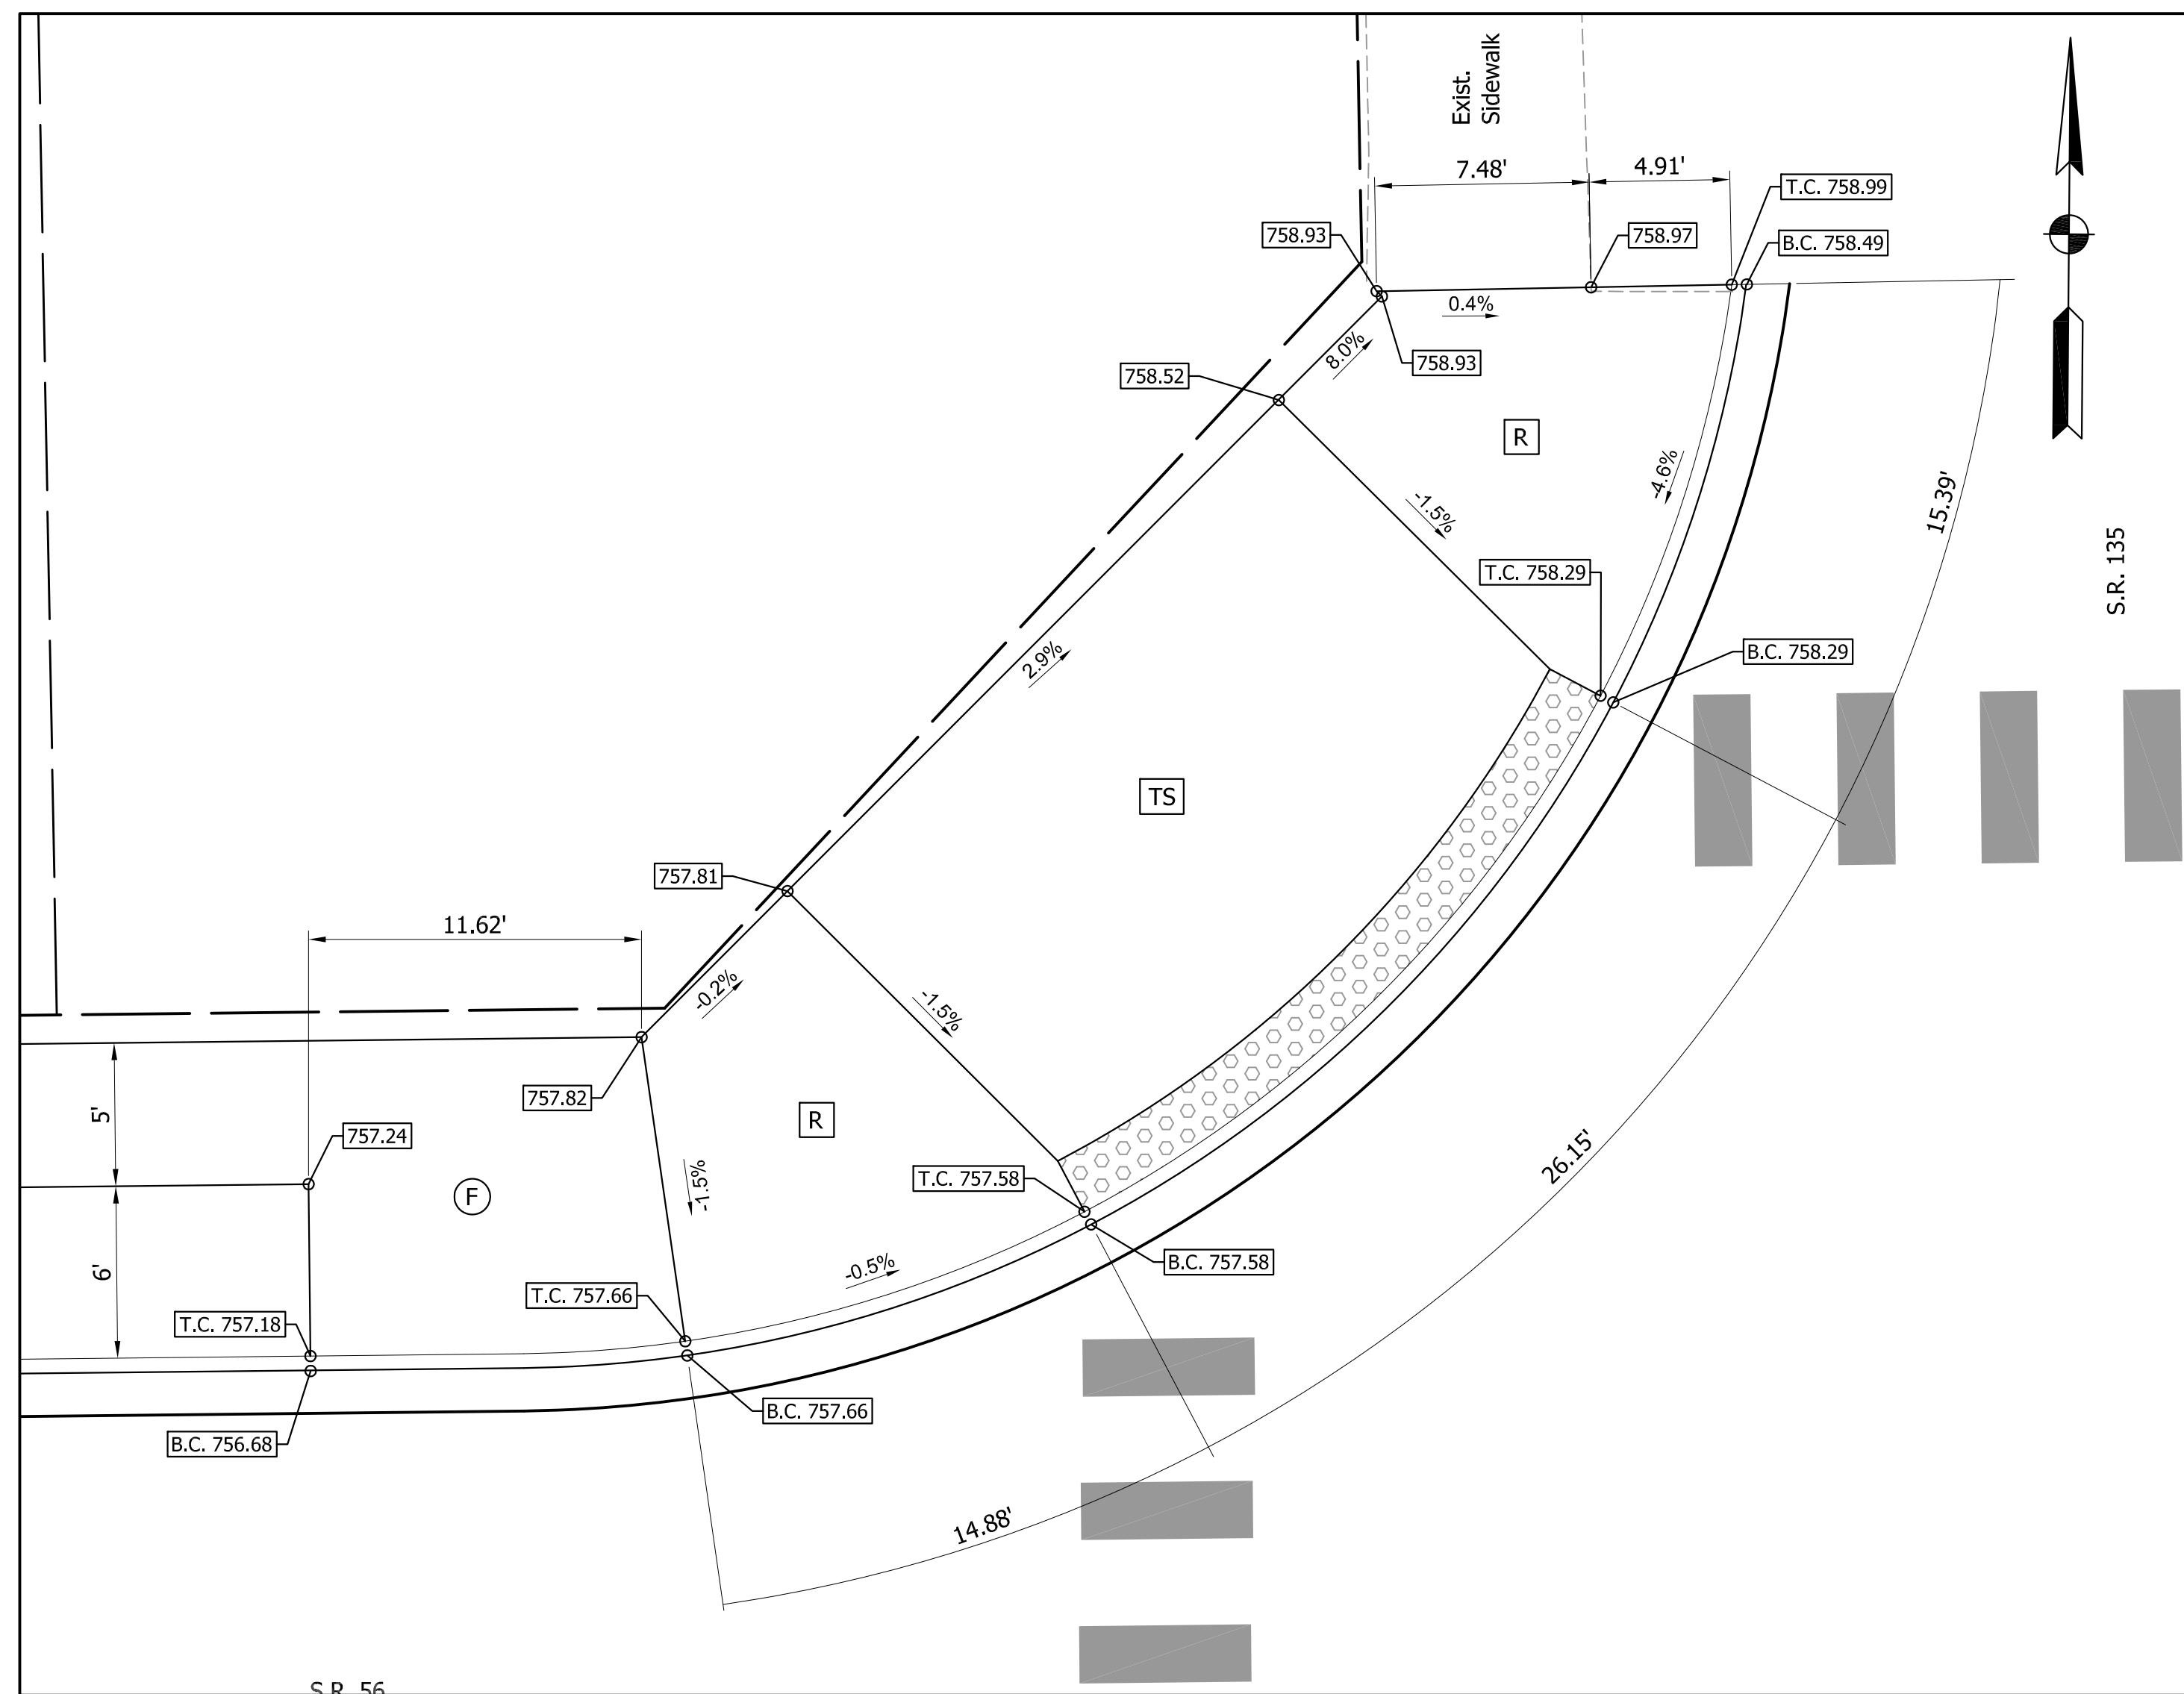 Exist.
Sidewalk
7.48'
4.91'
T.C. 758.99
758.93
758.97
B.C. 758.49
0.4%
8.0%
758.93
758.52
R
-4.6%
-1.5%
15.39'
T.C. 758.29
S.R. 135
B.C. 758.29
2.9%
TS
757.81
11.62'
-0.2%
-1.5%
757.82
5'
R
757.24
-1.5%
T.C. 757.58
26.15'
F
6'
-0.5%
B.C. 757.58
T.C. 757.66
T.C. 757.18
B.C. 757.66
B.C. 756.68
14.88'
S.R. 56